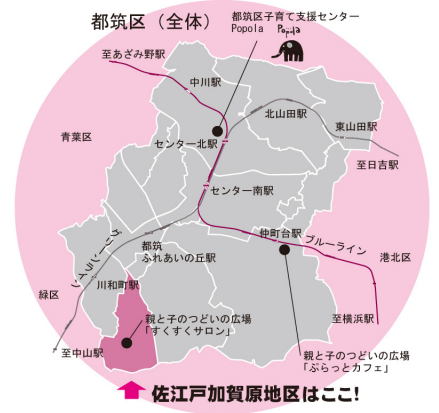 都筑区（全体）
都筑区子育て支援センター
Popola
Popola
至あざみ野駅
中川駅
北山田駅
東山田駅
青葉区
センター北駅
至日吉駅
センター南駅
仲町台駅
ブルーライン
グリーンライン
都筑
ふれあいの丘駅
港北区
緑区
川和町駅
親と子のつどいの広場
「すくすくサロン」
至横浜駅
至中山駅
親と子のつどいの広場
「ぷらっとカフェ」
佐江戸加賀原地区はここ!